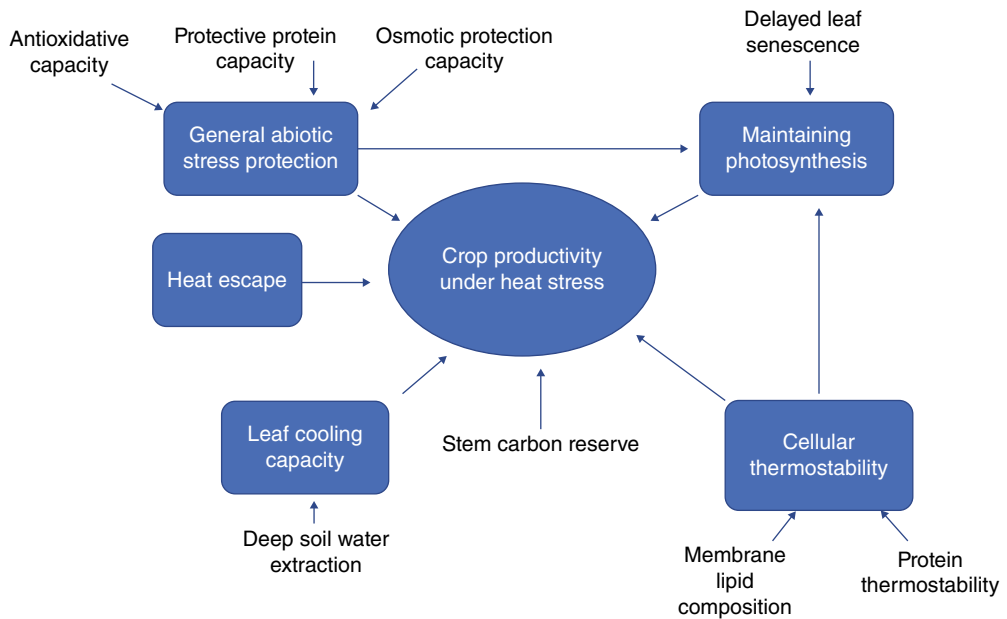 Antioxidative
capacity
Protective protein
capacity
Osmotic protection
capacity
Delayed leaf
senescence
General abiotic
stress protection
Maintaining
photosynthesis
Heat escape
Crop productivity
under heat stress
Leaf cooling
capacity
Stem carbon reserve
Cellular
thermostability
Deep soil water
extraction
Membrane
lipid
composition
Protein
thermostability